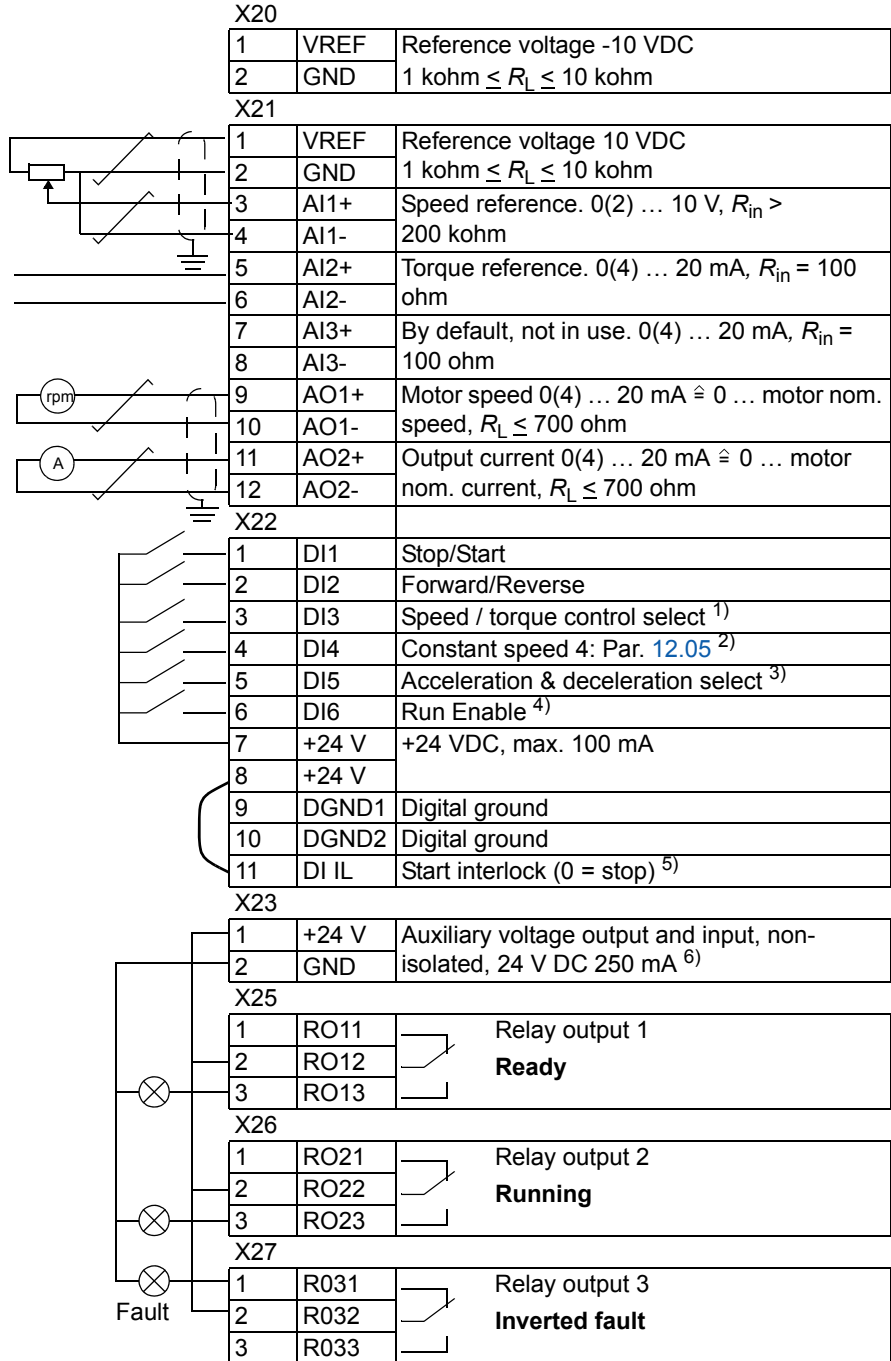 X20
1 VREF Reference voltage -10 VDC
2 GND 1 kohm ≤ RL ≤ 10 kohm
X21
1 VREF Reference voltage 10 VDC
2 GND 1 kohm ≤ RL ≤ 10 kohm
3 AI1+ Speed reference. 0(2) … 10 V, Rin >
4 AI1- 200 kohm
5 AI2+ Torque reference. 0(4) … 20 mA, Rin = 100
6 AI2- ohm
7 AI3+ By default, not in use. 0(4) … 20 mA, Rin =
8 AI3- 100 ohm
rpm 9 AO1+ Motor speed 0(4) … 20 mA ≙ 0 … motor nom.
10 AO1- speed, RL ≤ 700 ohm
A 11 AO2+ Output current 0(4) … 20 mA ≙ 0 … motor
12 AO2- nom. current, RL ≤ 700 ohm
X22
1 DI1 Stop/Start
2 DI2 Forward/Reverse
3 DI3 Speed / torque control select 1)
4 DI4 Constant speed 4: Par. 12.05 2)
5 DI5 Acceleration & deceleration select 3)
6 DI6 Run Enable 4)
7 +24 V +24 VDC, max. 100 mA
8 +24 V
9 DGND1 Digital ground
10 DGND2 Digital ground
11 DI IL Start interlock (0 = stop) 5)
X23
1 +24 V Auxiliary voltage output and input, non-
2 GND isolated, 24 V DC 250 mA 6)
X25
1 RO11 Relay output 1
2 RO12 Ready
3 RO13
X26
1 RO21 Relay output 2
2 RO22 Running
3 RO23
X27
1 R031 Relay output 3
Fault 2 R032 Inverted fault
3 R033